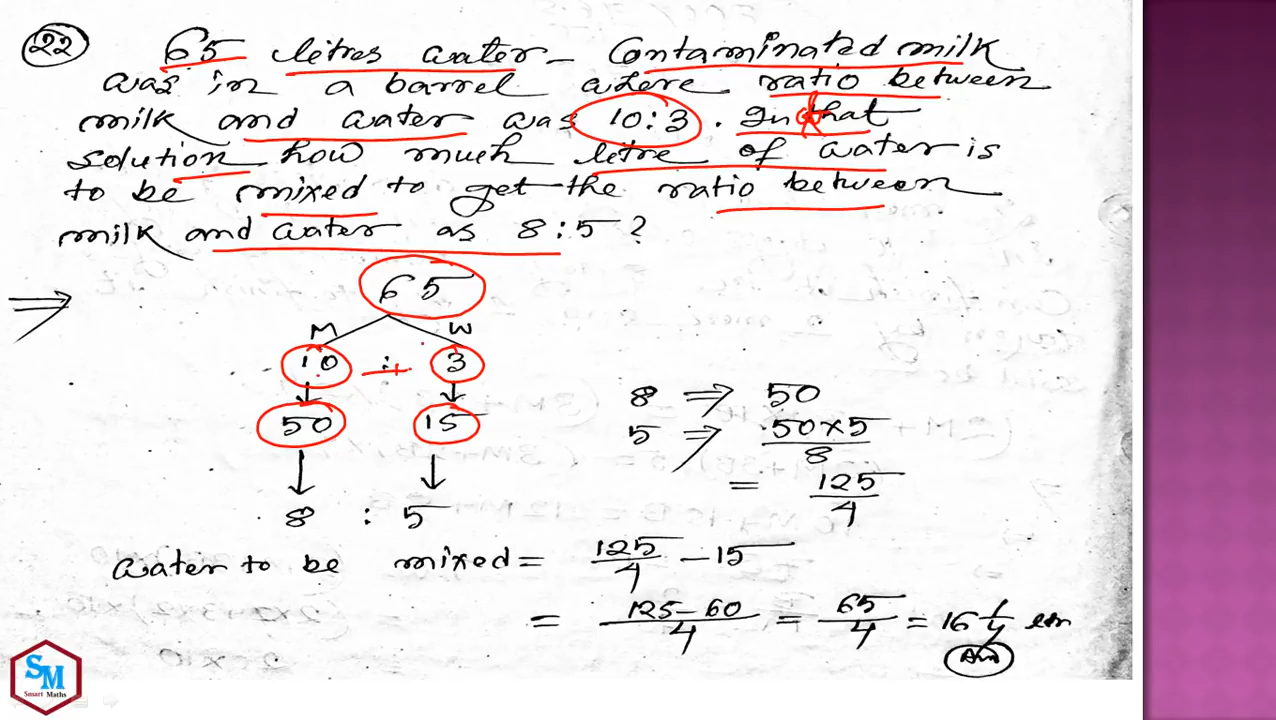 22 65 litres water - Contaminated milk
was in a barrel where ratio between
milk and water was 10:3. In that
solution how much litre of water is
to be mixed to get the ratio between
milk and water as 8:5?
⇒ 65
M W
10 : 3
50 15
8 : 5
8 ⇒ 50
5 ⇒ 50×5/8
= 125/4
water to be mixed = 125/4 - 15
= 125-60/4 = 65/4 = 16 1/4
Ans
SM
Smart Maths